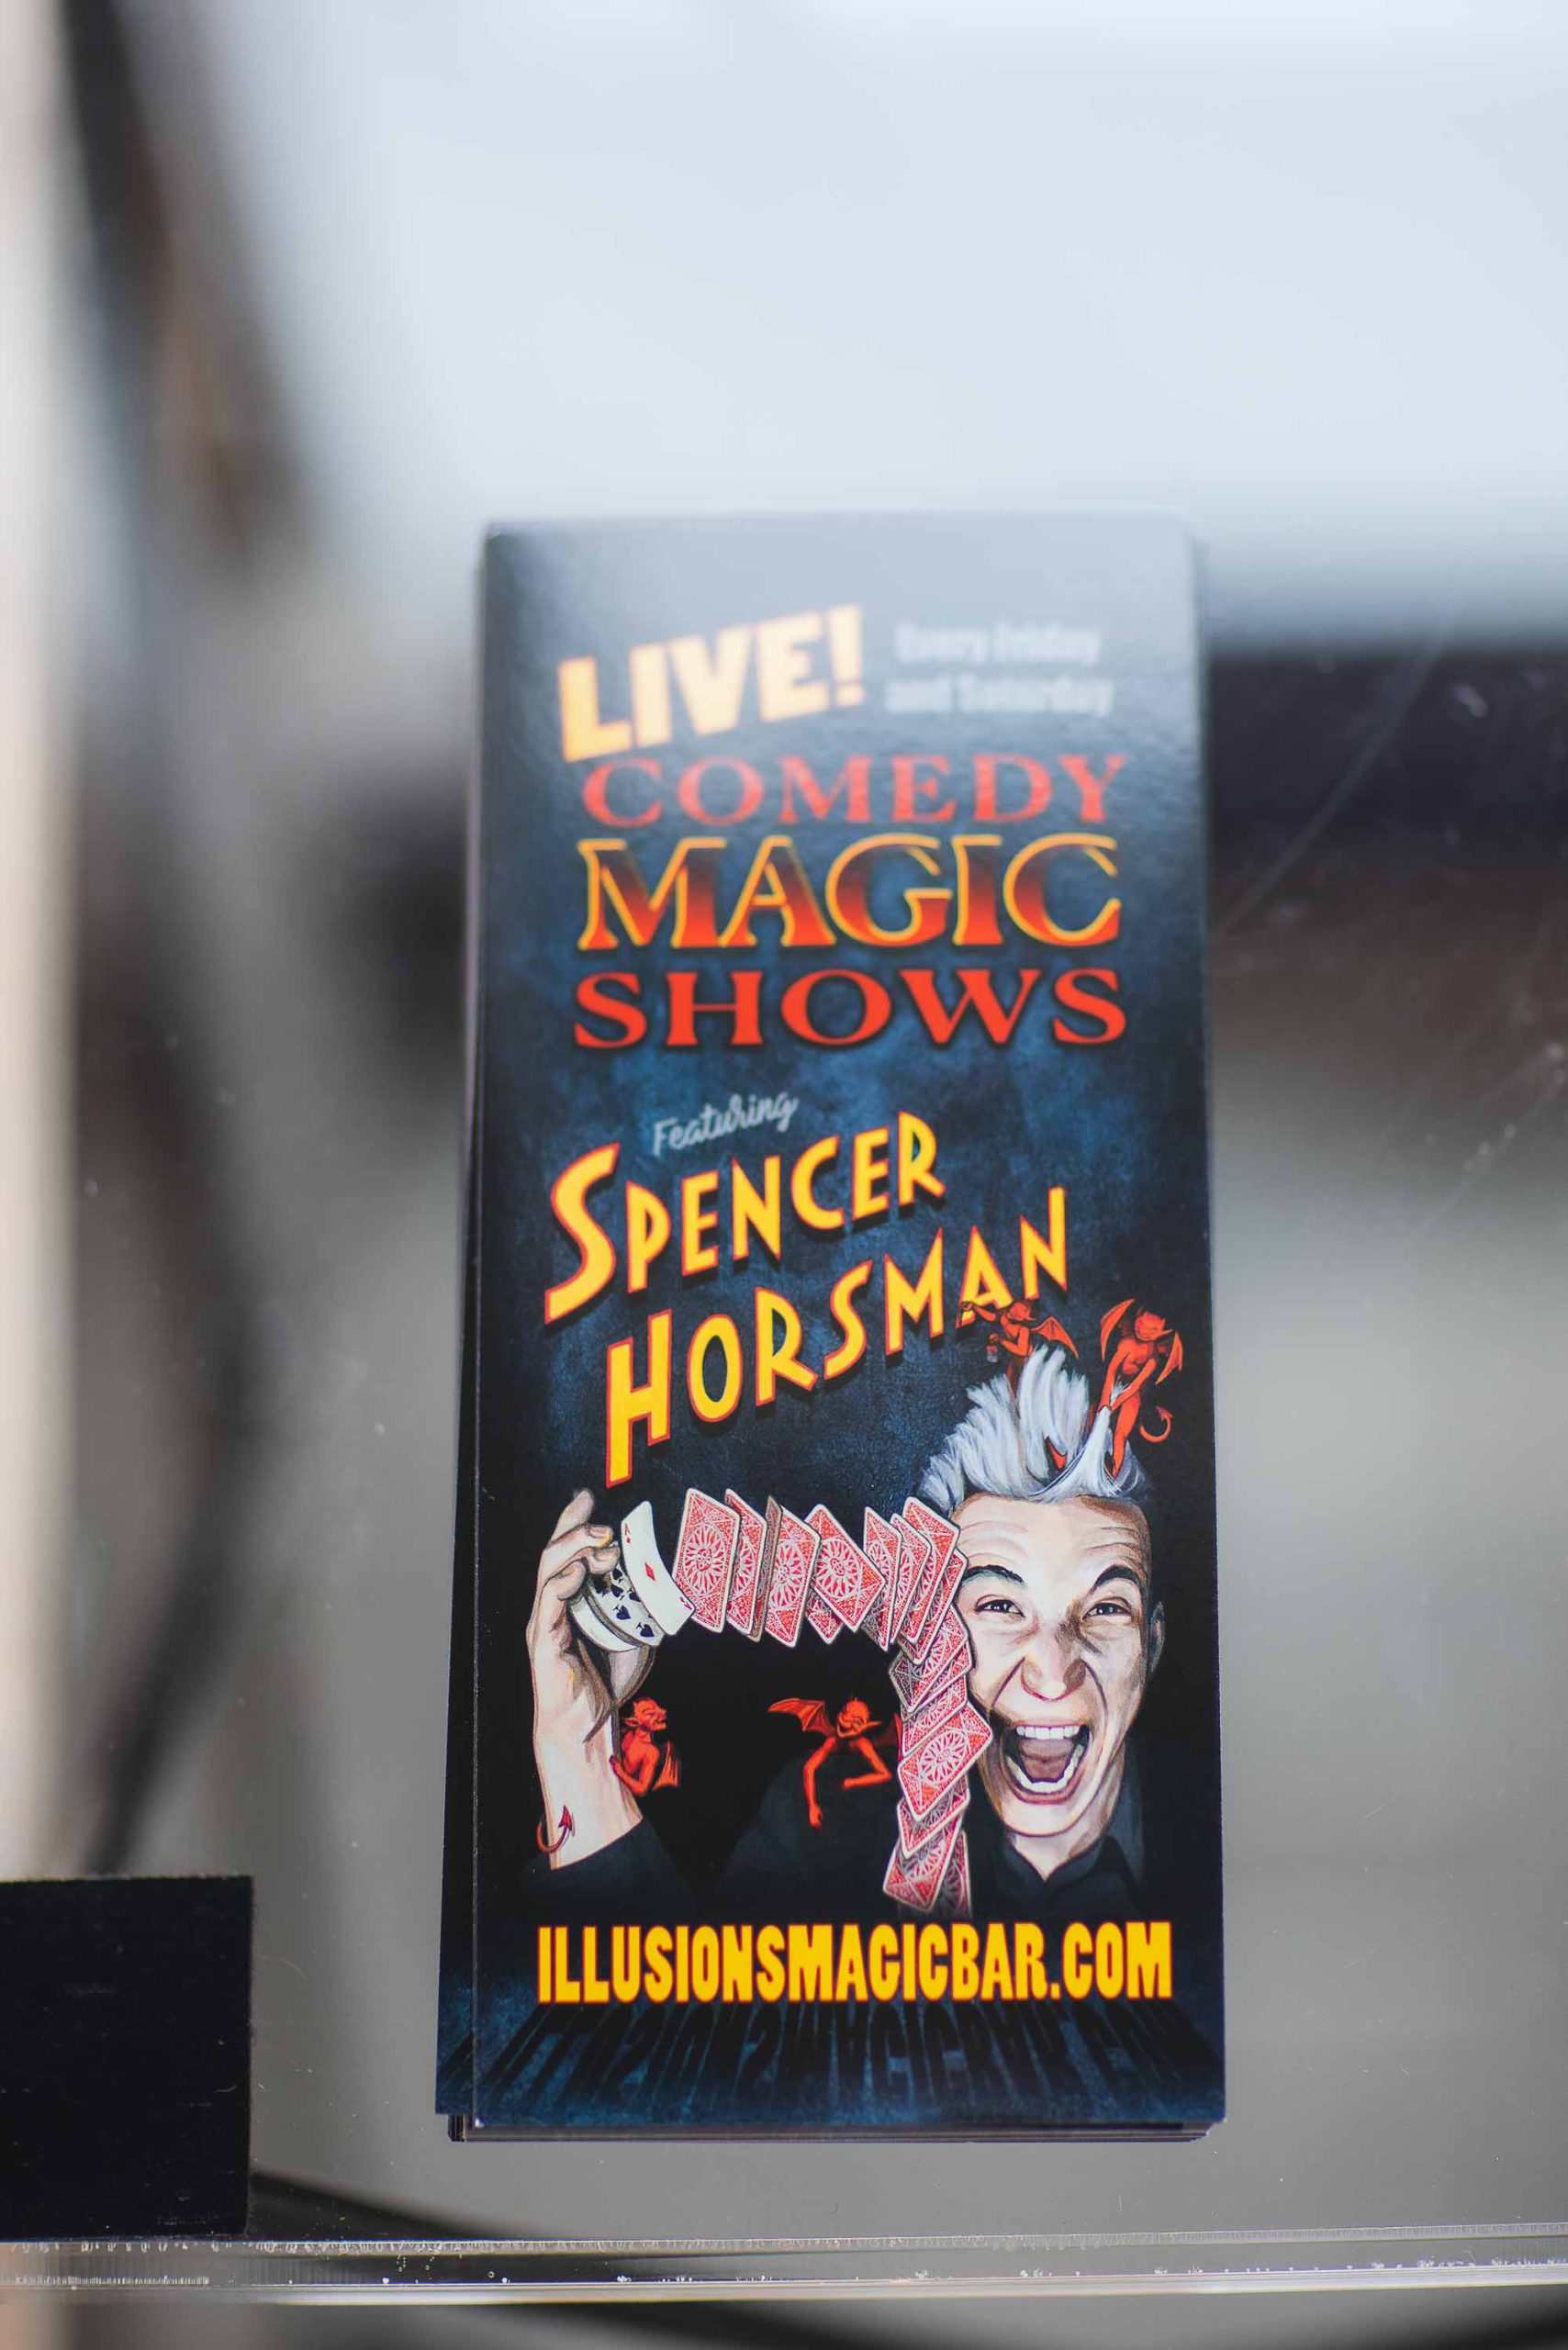 LIVE!
Every Friday
and Saturday
COMEDY
MAGIC
SHOWS
Featuring
SPENCER
HORSMAN
ILLUSIONSMAGICBAR.COM